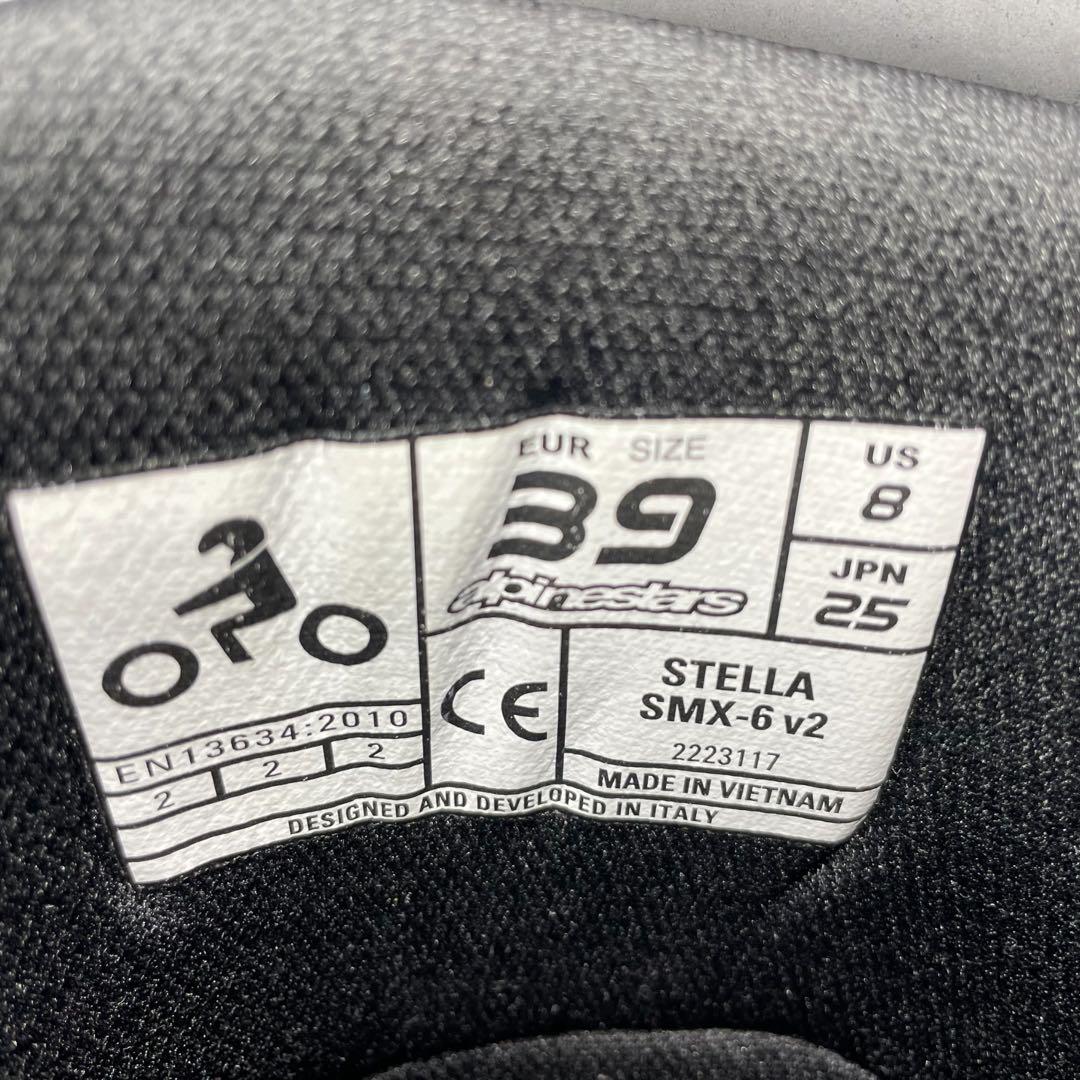 EUR SIZE
39
alpinestars
US
8
JPN
25
EN13634:2010
2 2 2
CE
STELLA
SMX-6 v2
2223117
MADE IN VIETNAM
DESIGNED AND DEVELOPED IN ITALY